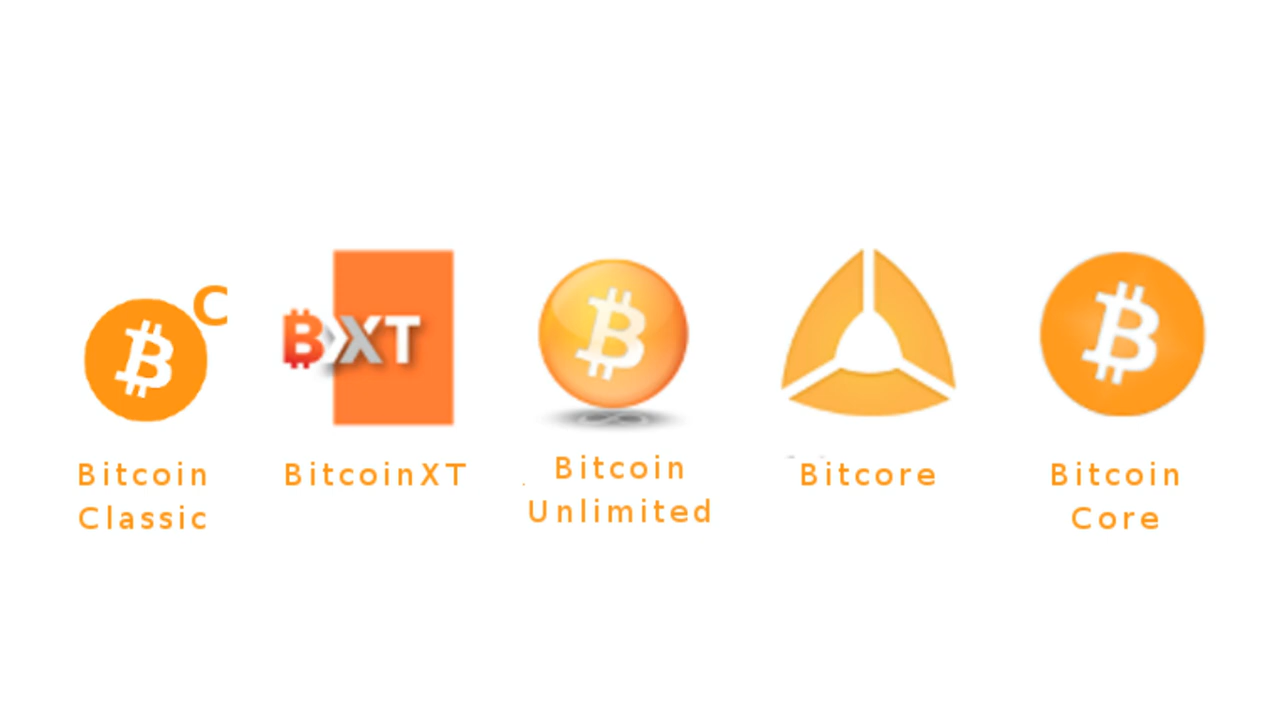 C
BXT
Bitcoin
Classic
BitcoinXT
Bitcoin
Unlimited
Bitcore
Bitcoin
Core